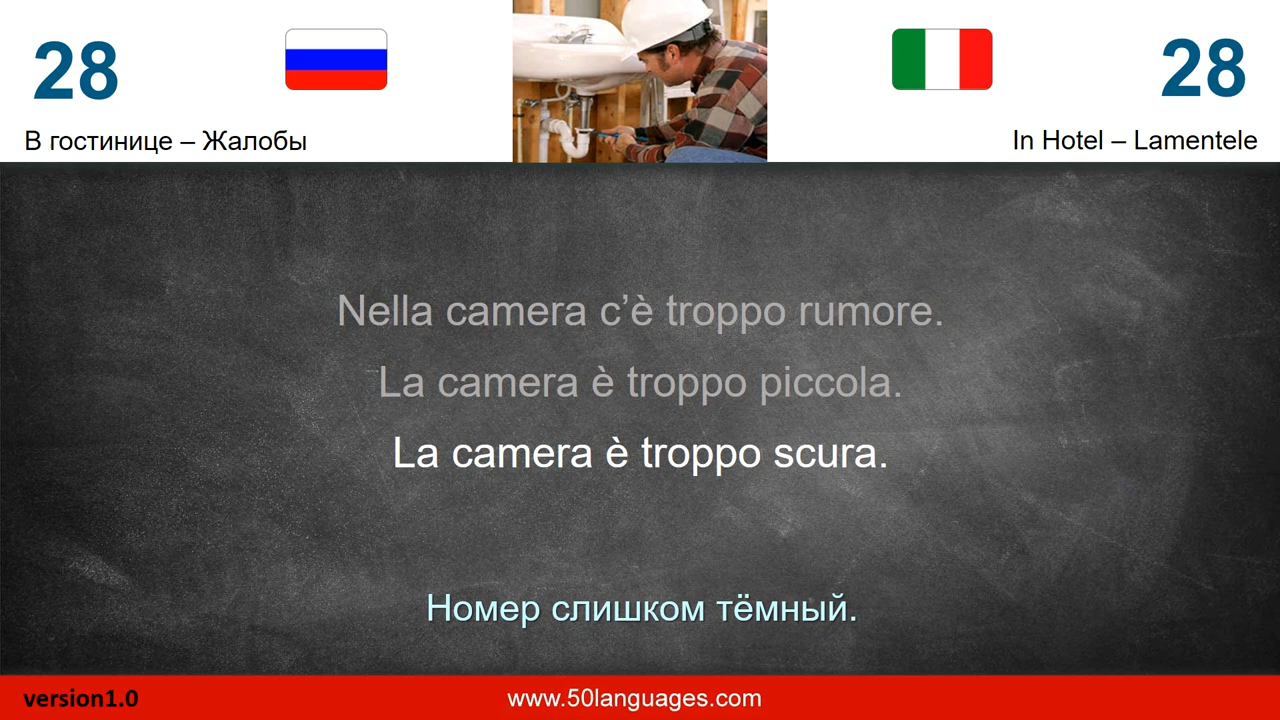 28
28
В гостинице – Жалобы
In Hotel – Lamentele
Nella camera c’è troppo rumore.
La camera è troppo piccola.
La camera è troppo scura.
Номер слишком тёмный.
version1.0
www.50languages.com